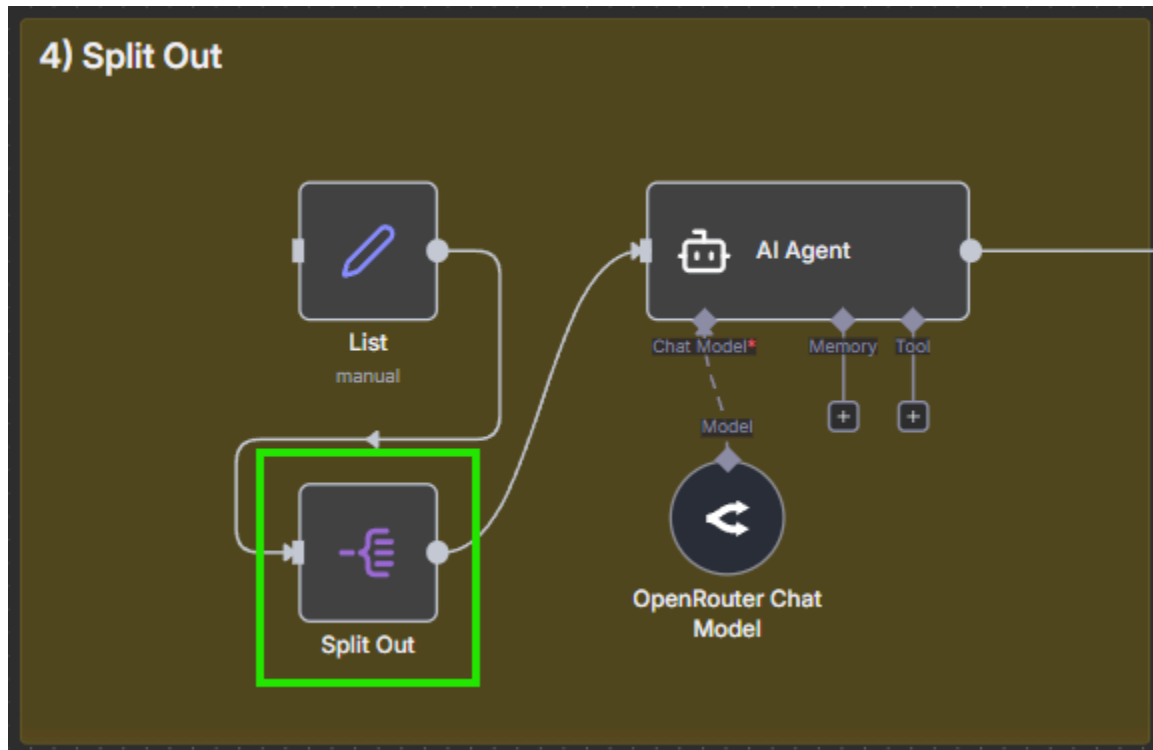 4) Split Out
List
manual
AI Agent
Chat Model*
Memory
Tool
Model
Split Out
OpenRouter Chat
Model